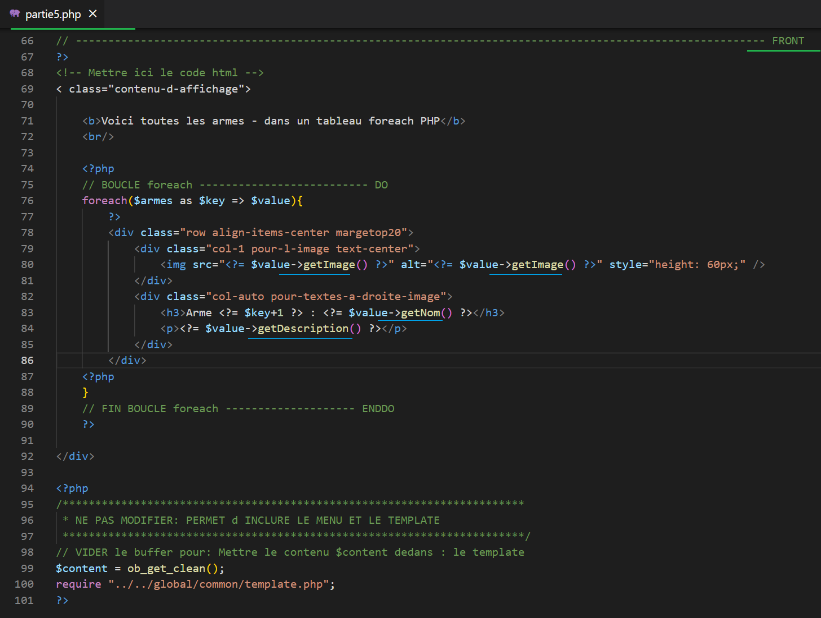 partie5.php
66 // ---------------------------------------------------------------------------------------------------------- FRONT
67 ?>
68 <!-- Mettre ici le code html -->
69 < class="contenu-d-affichage">
70
71 <b>Voici toutes les armes - dans un tableau foreach PHP</b>
72 <br/>
73
74 <?php
75 // BOUCLE foreach -------------------------- DO
76 foreach($armes as $key => $value){
77 ?>
78 <div class="row align-items-center margetop20">
79 <div class="col-1 pour-l-image text-center">
80 <img src="<?= $value->getImage() ?>" alt="<?= $value->getImage() ?>" style="height: 60px;" />
81 </div>
82 <div class="col-auto pour-textes-a-droite-image">
83 <h3>Arme <?= $key+1 ?> : <?= $value->getNom() ?></h3>
84 <p><?= $value->getDescription() ?></p>
85 </div>
86 </div>
87 <?php
88 }
89 // FIN BOUCLE foreach -------------------- ENDDO
90 ?>
91
92 </div>
93
94 <?php
95 /***********************************************************************
96 * NE PAS MODIFIER: PERMET d INCLURE LE MENU ET LE TEMPLATE
97 ***********************************************************************/
98 // VIDER le buffer pour: Mettre le contenu $content dedans : le template
99 $content = ob_get_clean();
100 require "../../global/common/template.php";
101 ?>